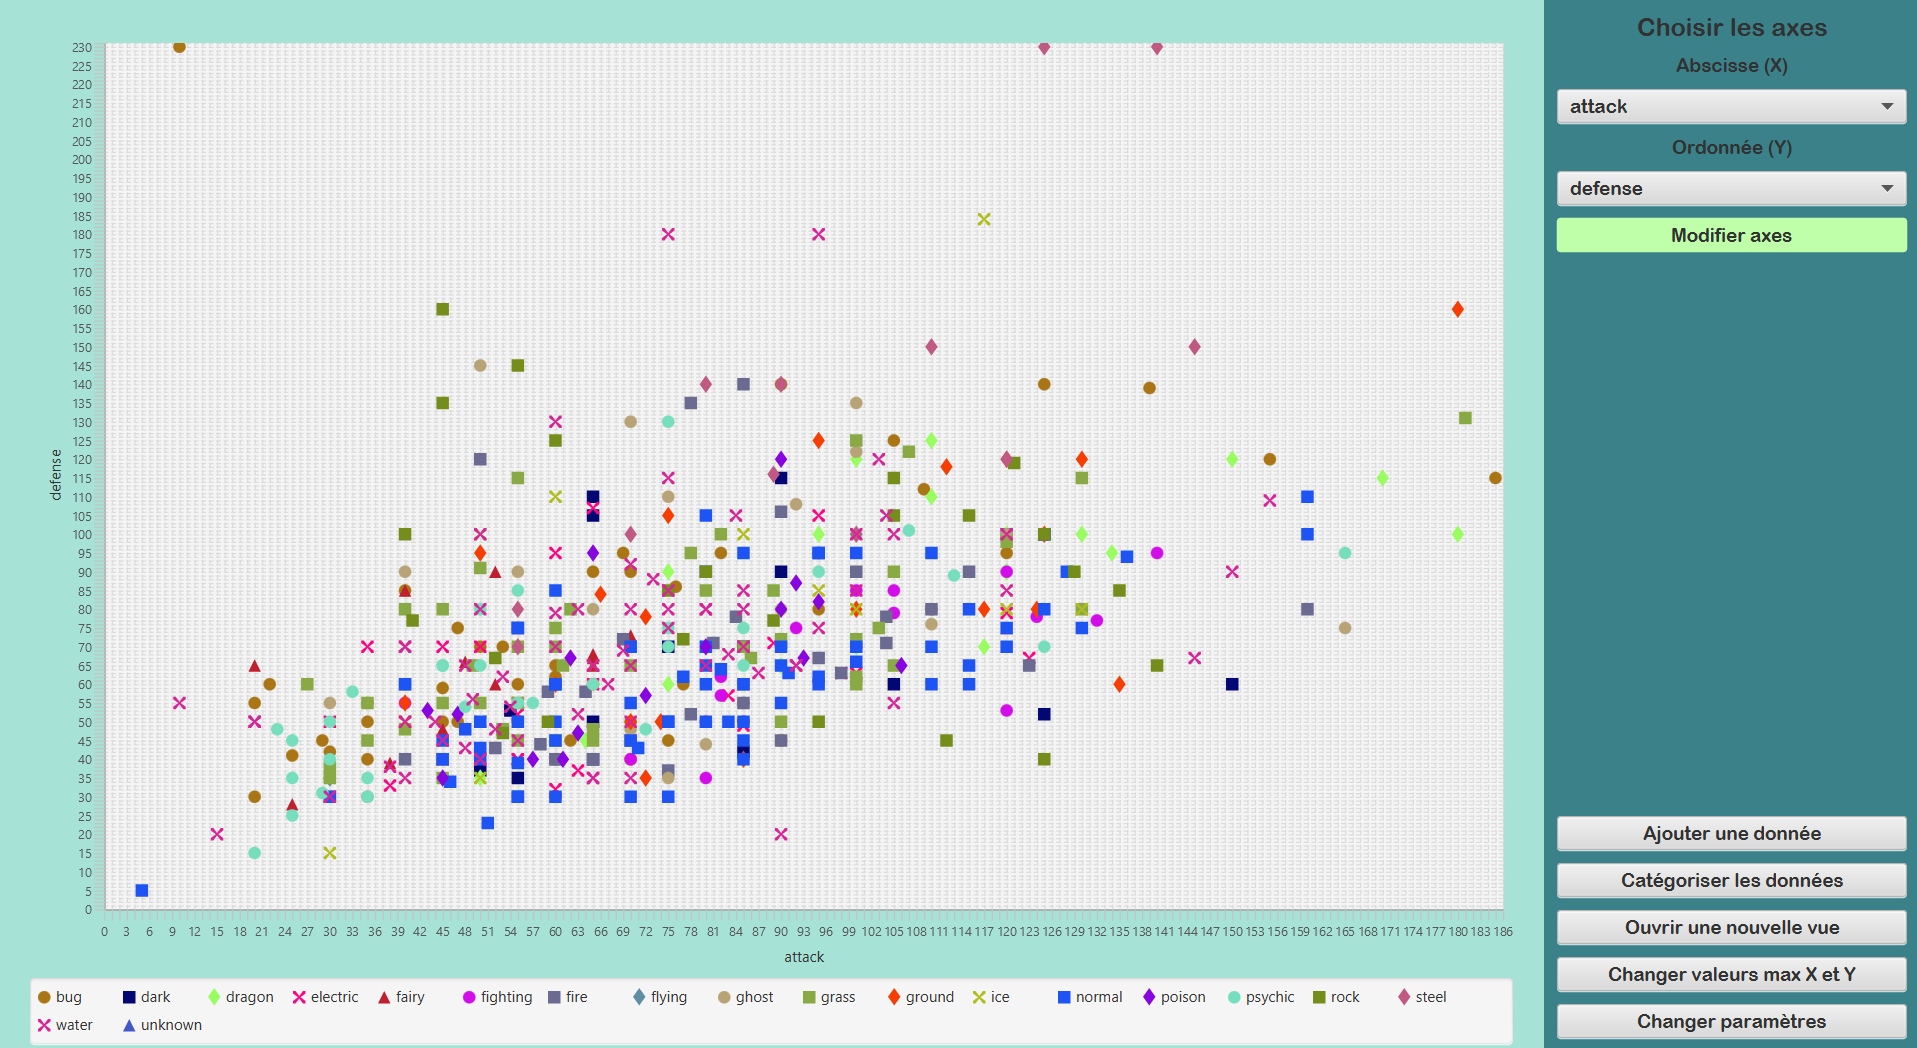 Choisir les axes
Abscisse (X)
attack
Ordonnée (Y)
defense
Modifier axes
230
225
220
215
210
205
200
195
190
185
180
175
170
165
160
155
150
145
140
135
130
125
120
115
110
105
100
95
90
85
80
75
70
65
60
55
50
45
40
35
30
25
20
15
10
5
0
defense
0 3 6 9 12 15 18 21 24 27 30 33 36 39 42 45 48 51 54 57 60 63 66 69 72 75 78 81 84 87 90 93 96 99 102 105 108 111 114 117 120 123 126 129 132 135 138 141 144 147 150 153 156 159 162 165 168 171 174 177 180 183 186
attack
bug dark dragon electric fairy fighting fire flying ghost grass ground ice normal poison psychic rock steel
water unknown
Ajouter une donnée
Catégoriser les données
Ouvrir une nouvelle vue
Changer valeurs max X et Y
Changer paramètres